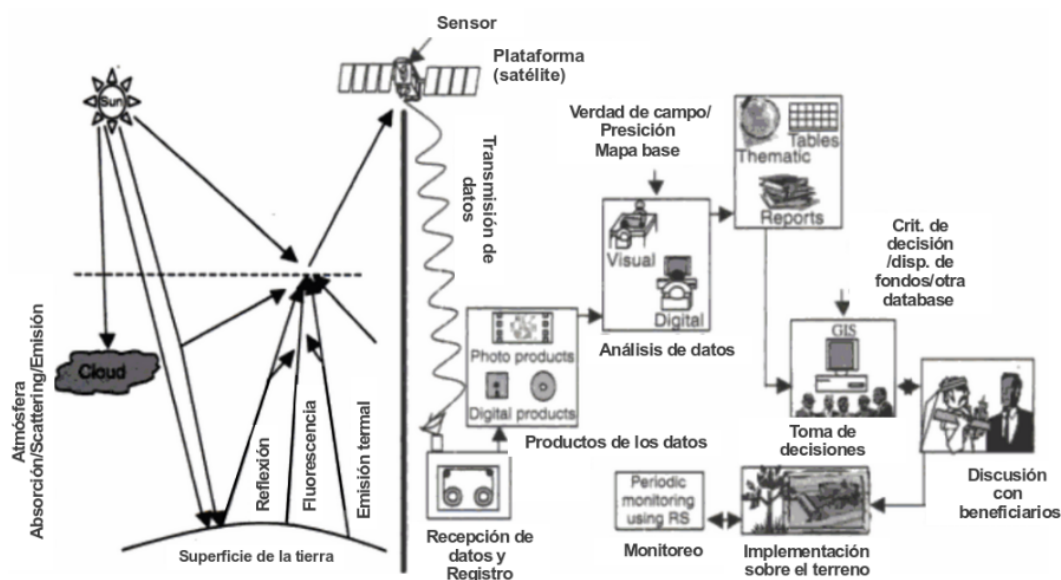 Sensor
Plataforma
(satélite)
Sun
Transmisión de
datos
Verdad de campo/
Presición
Mapa base
Tables
Thematic
Reports
Visual
Digital
Crit. de
decisión
/disp. de
fondos/otra
database
Atmósfera
Absorción/Scattering/Emisión
Cloud
Photo products
Digital products
Análisis de datos
GIS
Productos de los datos
Toma de
decisiones
Reflexión
Fluorescencia
Emisión termal
Superficie de la tierra
Recepción de
datos y
Registro
Periodic
monitoring
using RS
Monitoreo
Implementación
sobre el terreno
Discusión
con
beneficiarios